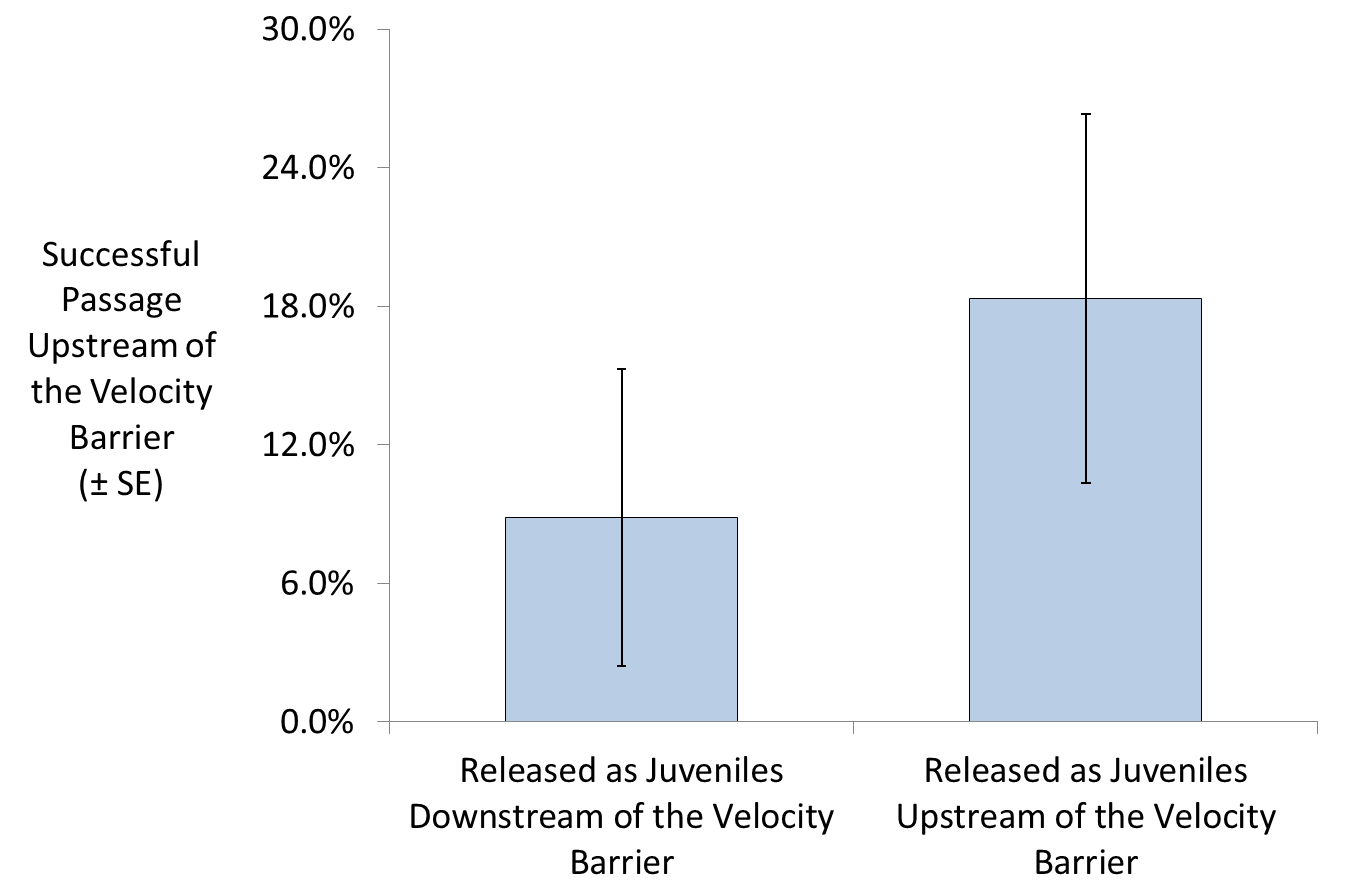 30.0%
24.0%
18.0%
12.0%
6.0%
0.0%
Successful
Passage
Upstream of
the Velocity
Barrier
(± SE)
Released as Juveniles
Downstream of the Velocity
Barrier
Released as Juveniles
Upstream of the Velocity
Barrier